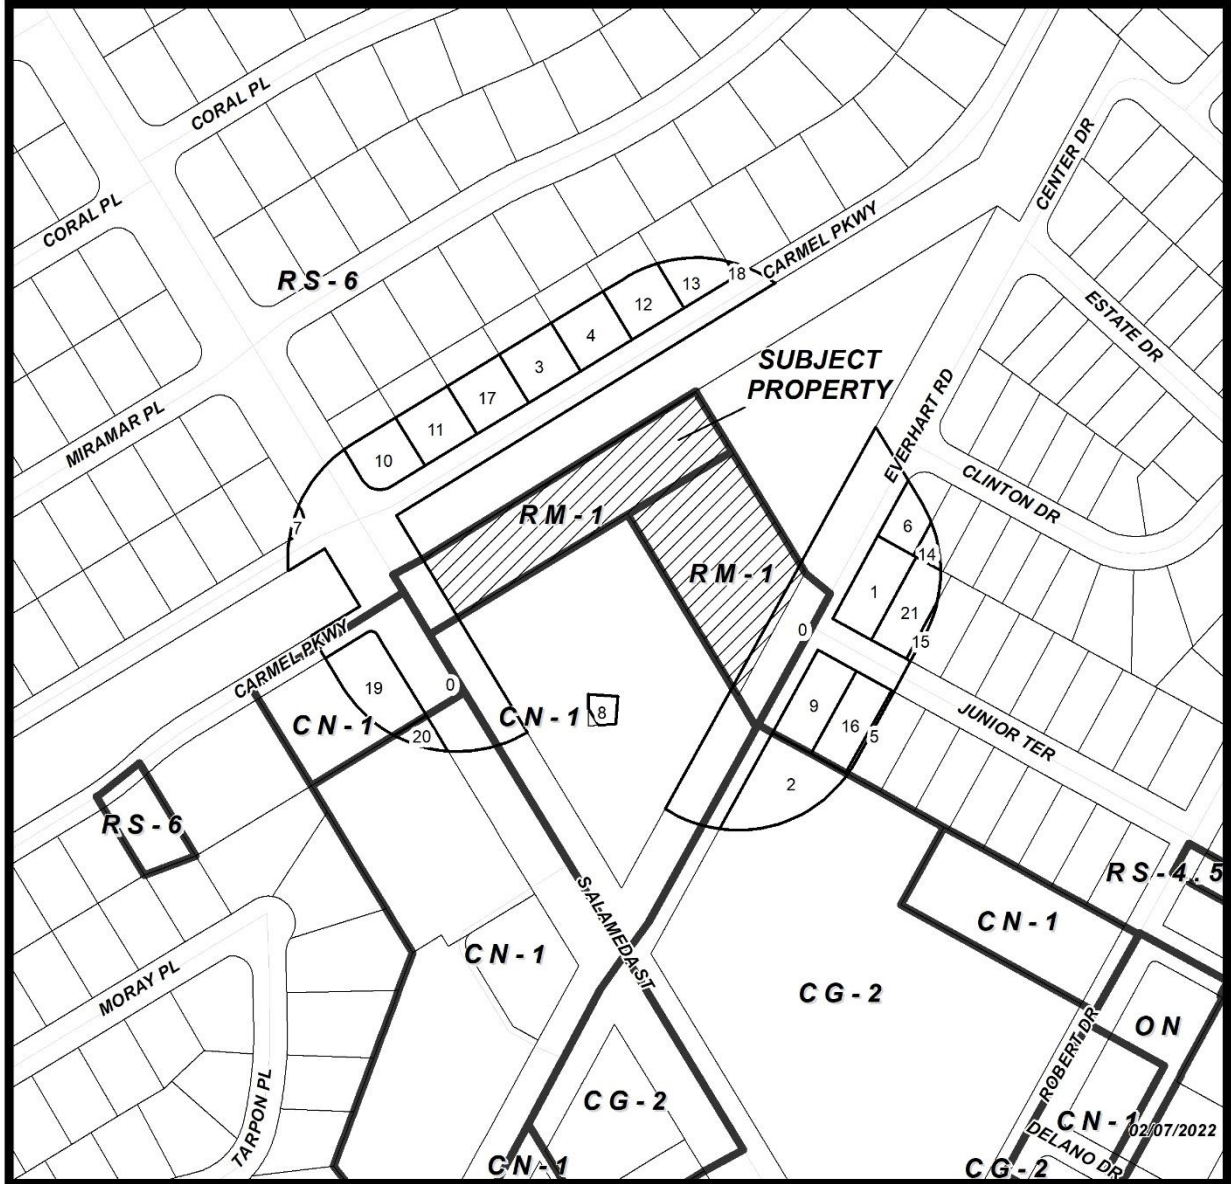 CORAL PL
CORAL PL
RS-6
CARMEL PKWY
CENTER DR
ESTATE DR
18
13
12
4
3
17
11
10
7
SUBJECT
PROPERTY
MIRAMAR PL
EVERHART RD
CLINTON DR
RM-1
RM-1
6
14
1
21
15
0
CARMEL PKWY
19
0
CN-1
20
CN-1
8
9
16
5
2
JUNIOR TER
RS-6
RS-4.5
CN-1
S ALAMEDA ST
CN-1
CG-2
MORAY PL
ON
TARPON PL
CG-2
ROBERT DR
CN-1
02/07/2022
DELANO DR
CN-1
CG-2